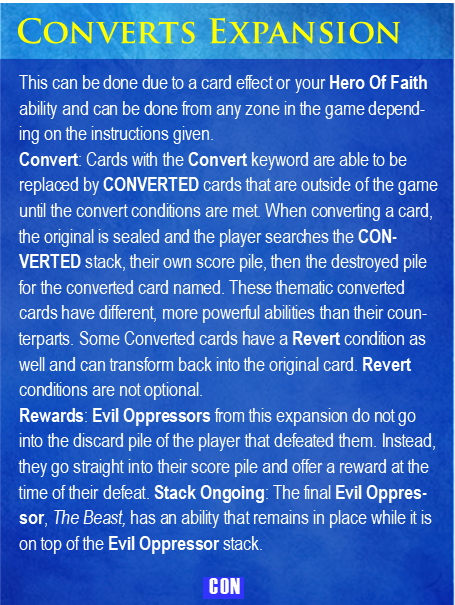 Converts Expansion
This can be done due to a card effect or your Hero Of Faith
ability and can be done from any zone in the game depend-
ing on the instructions given.
Convert: Cards with the Convert keyword are able to be
replaced by CONVERTED cards that are outside of the game
until the convert conditions are met. When converting a card,
the original is sealed and the player searches the CON-
VERTED stack, their own score pile, then the destroyed pile
for the converted card named. These thematic converted
cards have different, more powerful abilities than their coun-
terparts. Some Converted cards have a Revert condition as
well and can transform back into the original card. Revert
conditions are not optional.
Rewards: Evil Oppressors from this expansion do not go
into the discard pile of the player that defeated them. Instead,
they go straight into their score pile and offer a reward at the
time of their defeat. Stack Ongoing: The final Evil Oppres-
sor, The Beast, has an ability that remains in place while it is
on top of the Evil Oppressor stack.
CON